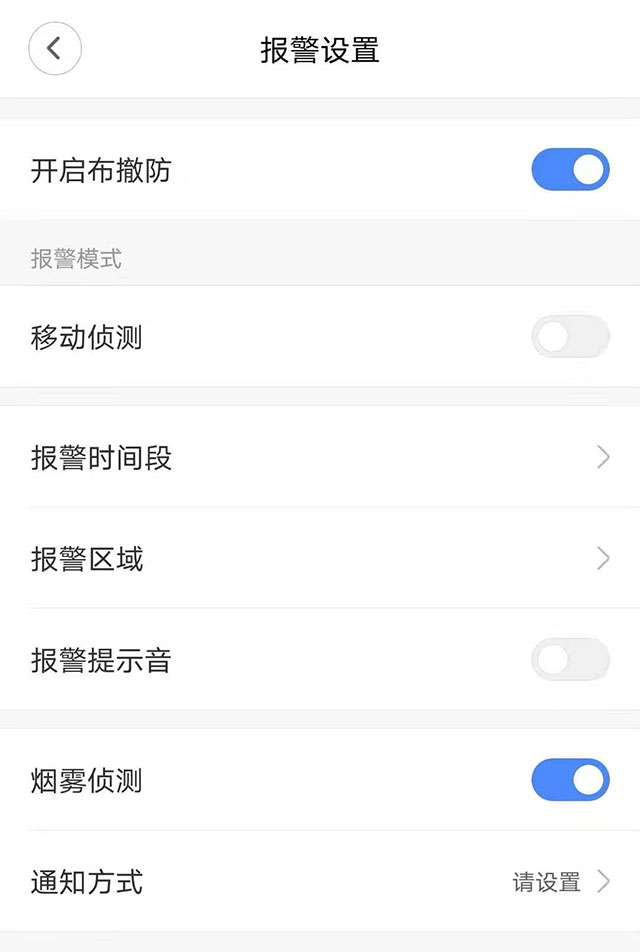 报警设置
开启布撤防
报警模式
移动侦测
报警时间段
报警区域
报警提示音
烟雾侦测
通知方式 请设置